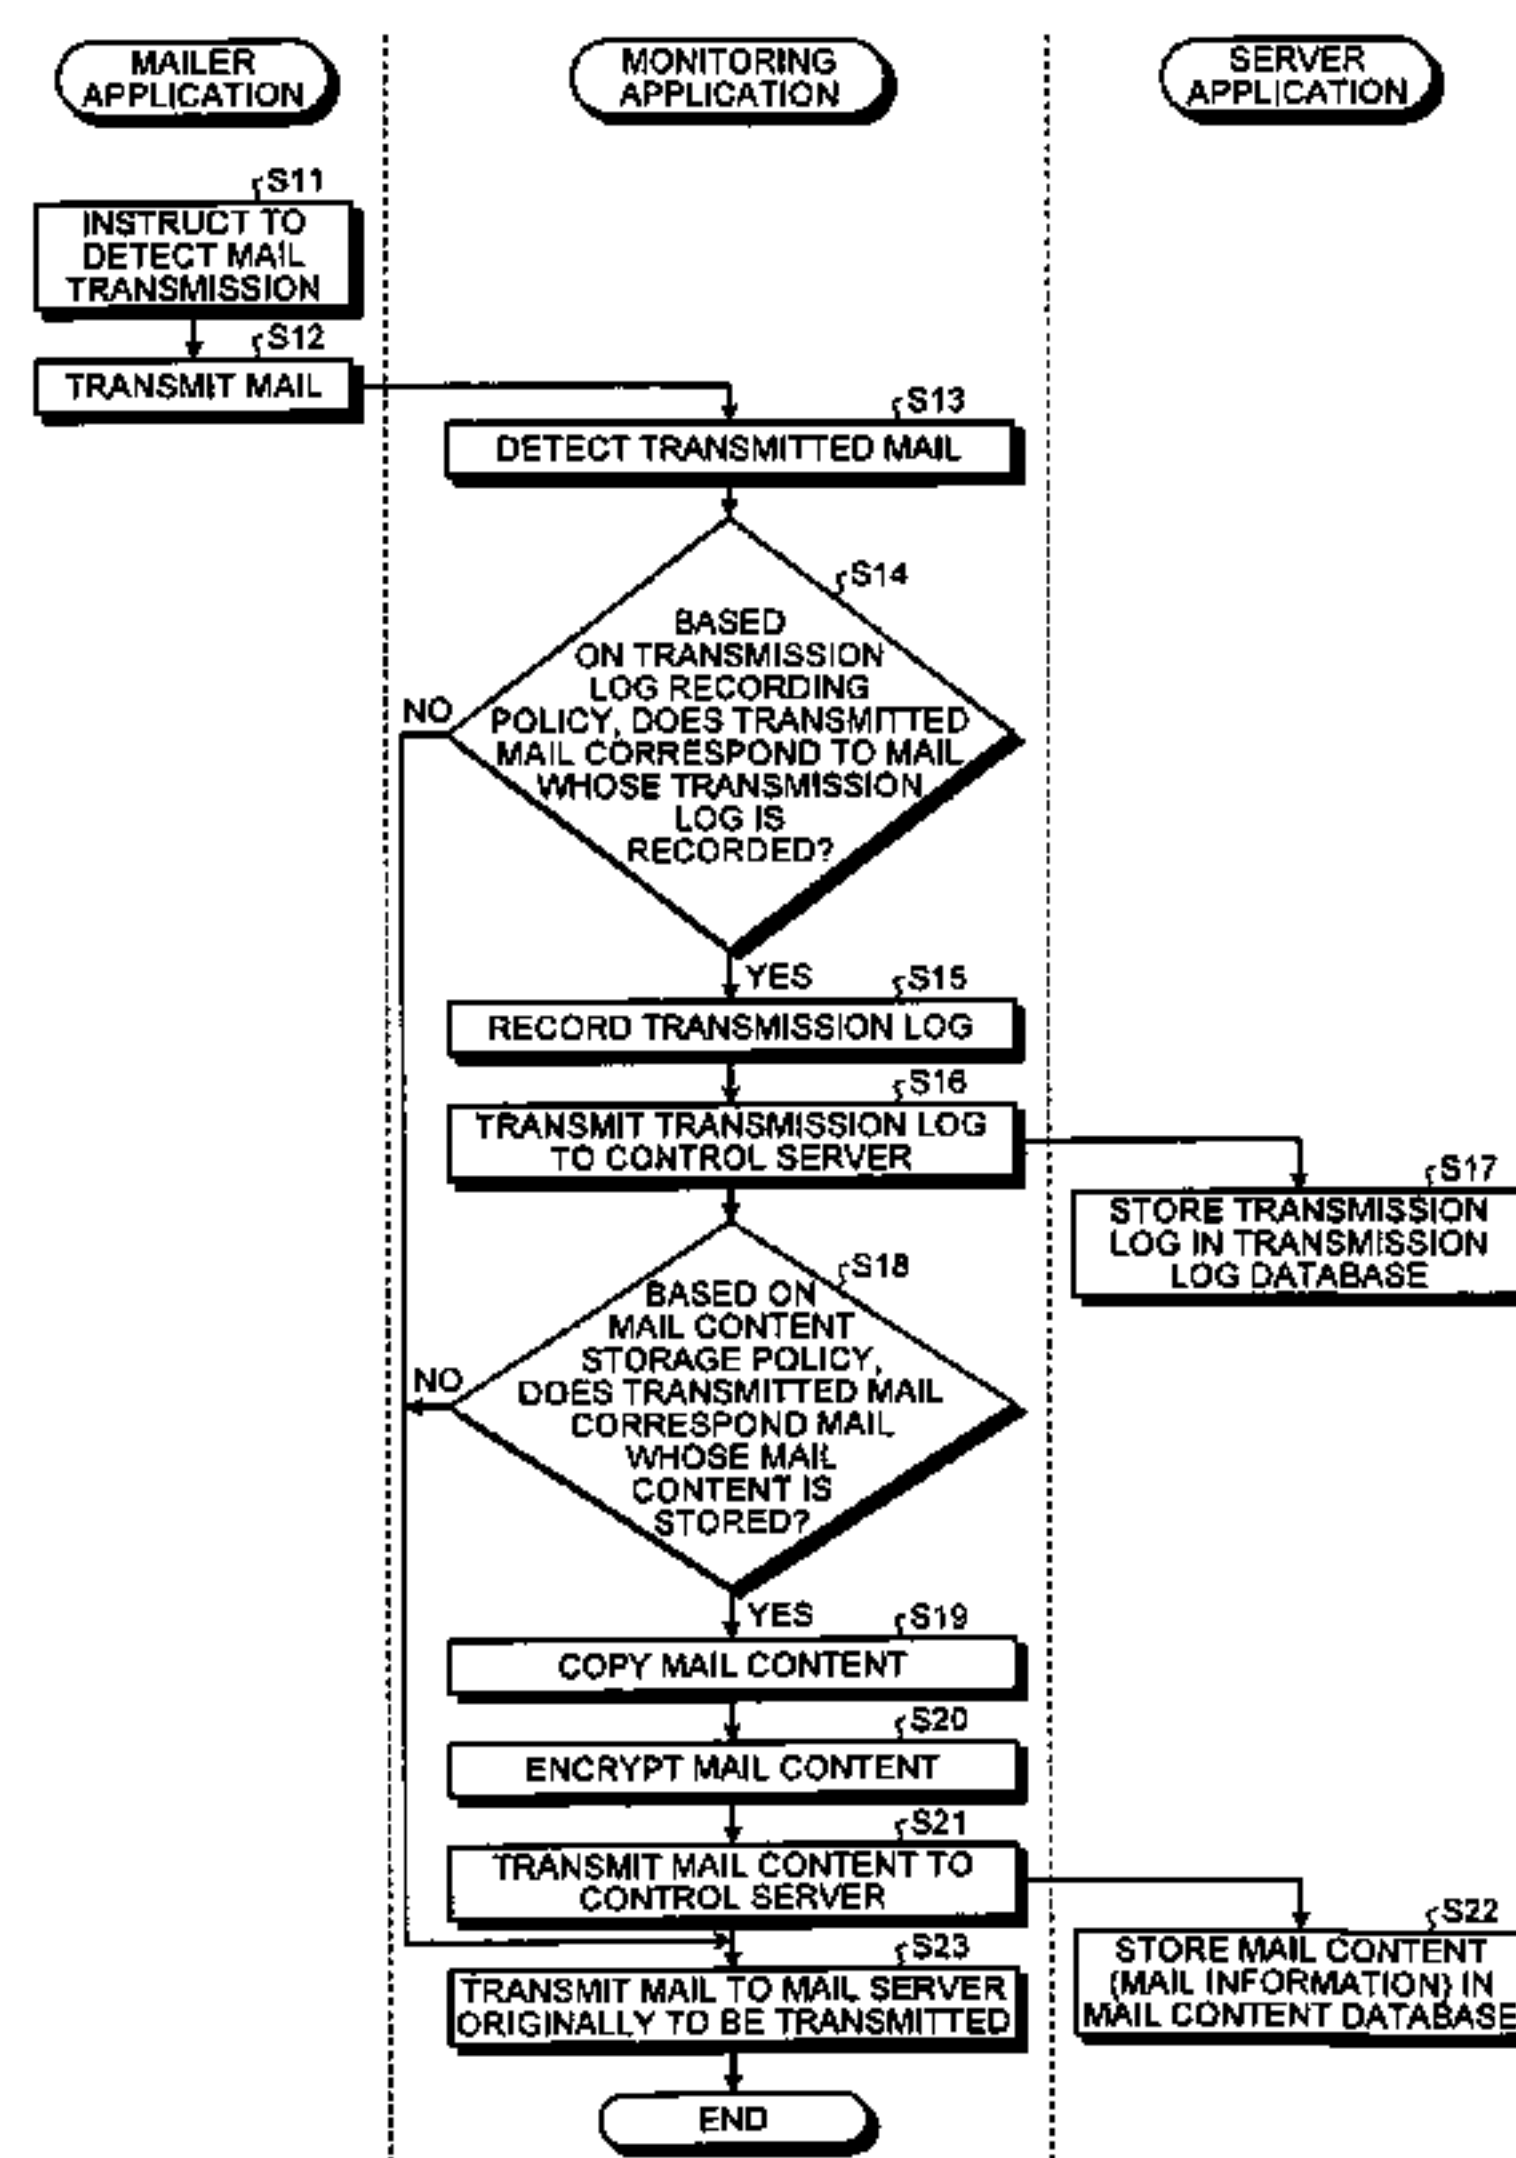 MAILER
APPLICATION
MONITORING
APPLICATION
SERVER
APPLICATION
S11
INSTRUCT TO
DETECT MAIL
TRANSMISSION
S12
TRANSMIT MAIL
S13
DETECT TRANSMITTED MAIL
S14
BASED
ON TRANSMISSION
LOG RECORDING
POLICY, DOES TRANSMITTED
MAIL CORRESPOND TO MAIL
WHOSE TRANSMISSION
LOG IS
RECORDED?
NO
YES
S15
RECORD TRANSMISSION LOG
S16
TRANSMIT TRANSMISSION LOG
TO CONTROL SERVER
S17
STORE TRANSMISSION
LOG IN TRANSMISSION
LOG DATABASE
S18
BASED ON
MAIL CONTENT
STORAGE POLICY,
DOES TRANSMITTED MAIL
CORRESPOND MAIL
WHOSE MAIL
CONTENT IS
STORED?
NO
YES
S19
COPY MAIL CONTENT
S20
ENCRYPT MAIL CONTENT
S21
TRANSMIT MAIL CONTENT TO
CONTROL SERVER
S22
STORE MAIL CONTENT
(MAIL INFORMATION) IN
MAIL CONTENT DATABASE
S23
TRANSMIT MAIL TO MAIL SERVER
ORIGINALLY TO BE TRANSMITTED
END